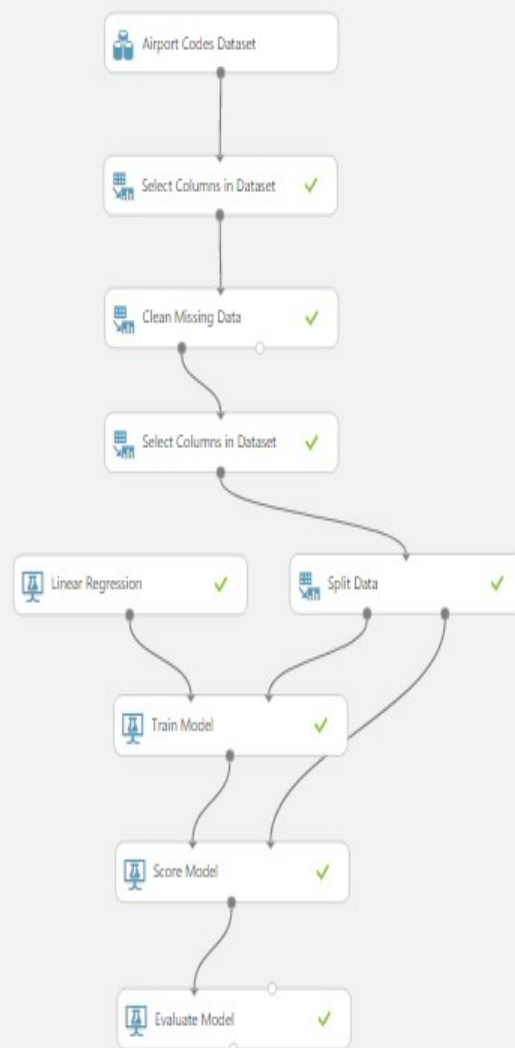 Airport Codes Dataset
Select Columns in Dataset
Clean Missing Data
Select Columns in Dataset
Linear Regression
Split Data
Train Model
Score Model
Evaluate Model